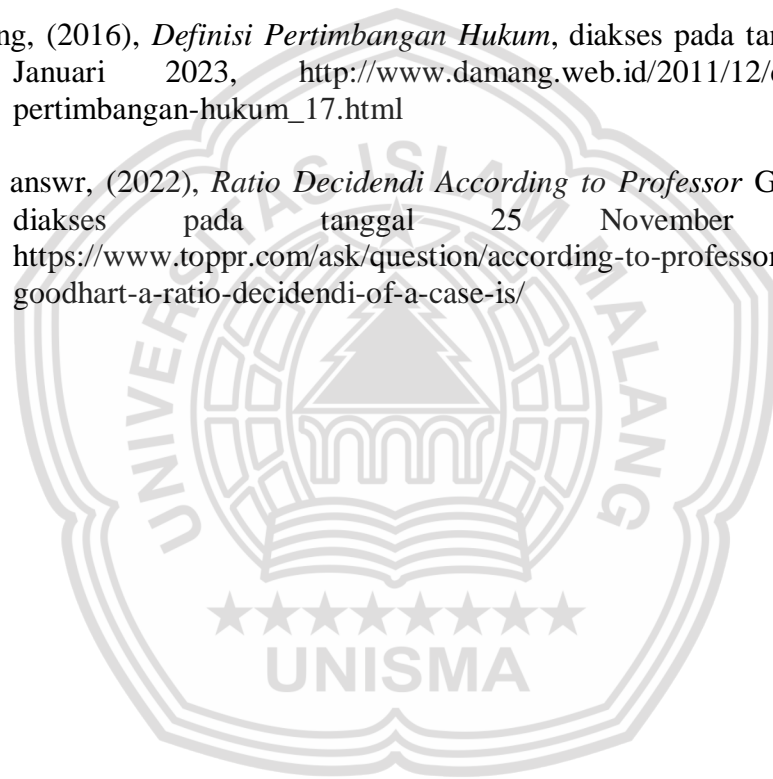 ng, (2016), Definisi Pertimbangan Hukum, diakses pada tan
Januari 2023, http://www.damang.web.id/2011/12/
pertimbangan-hukum_17.html
answr, (2022), Ratio Decidendi According to Professor G
diakses pada tanggal 25 November
https://www.toppr.com/ask/question/according-to-professor
goodhart-a-ratio-decidendi-of-a-case-is/
UNIVERSITAS ISLAM MALANG
UNISMA